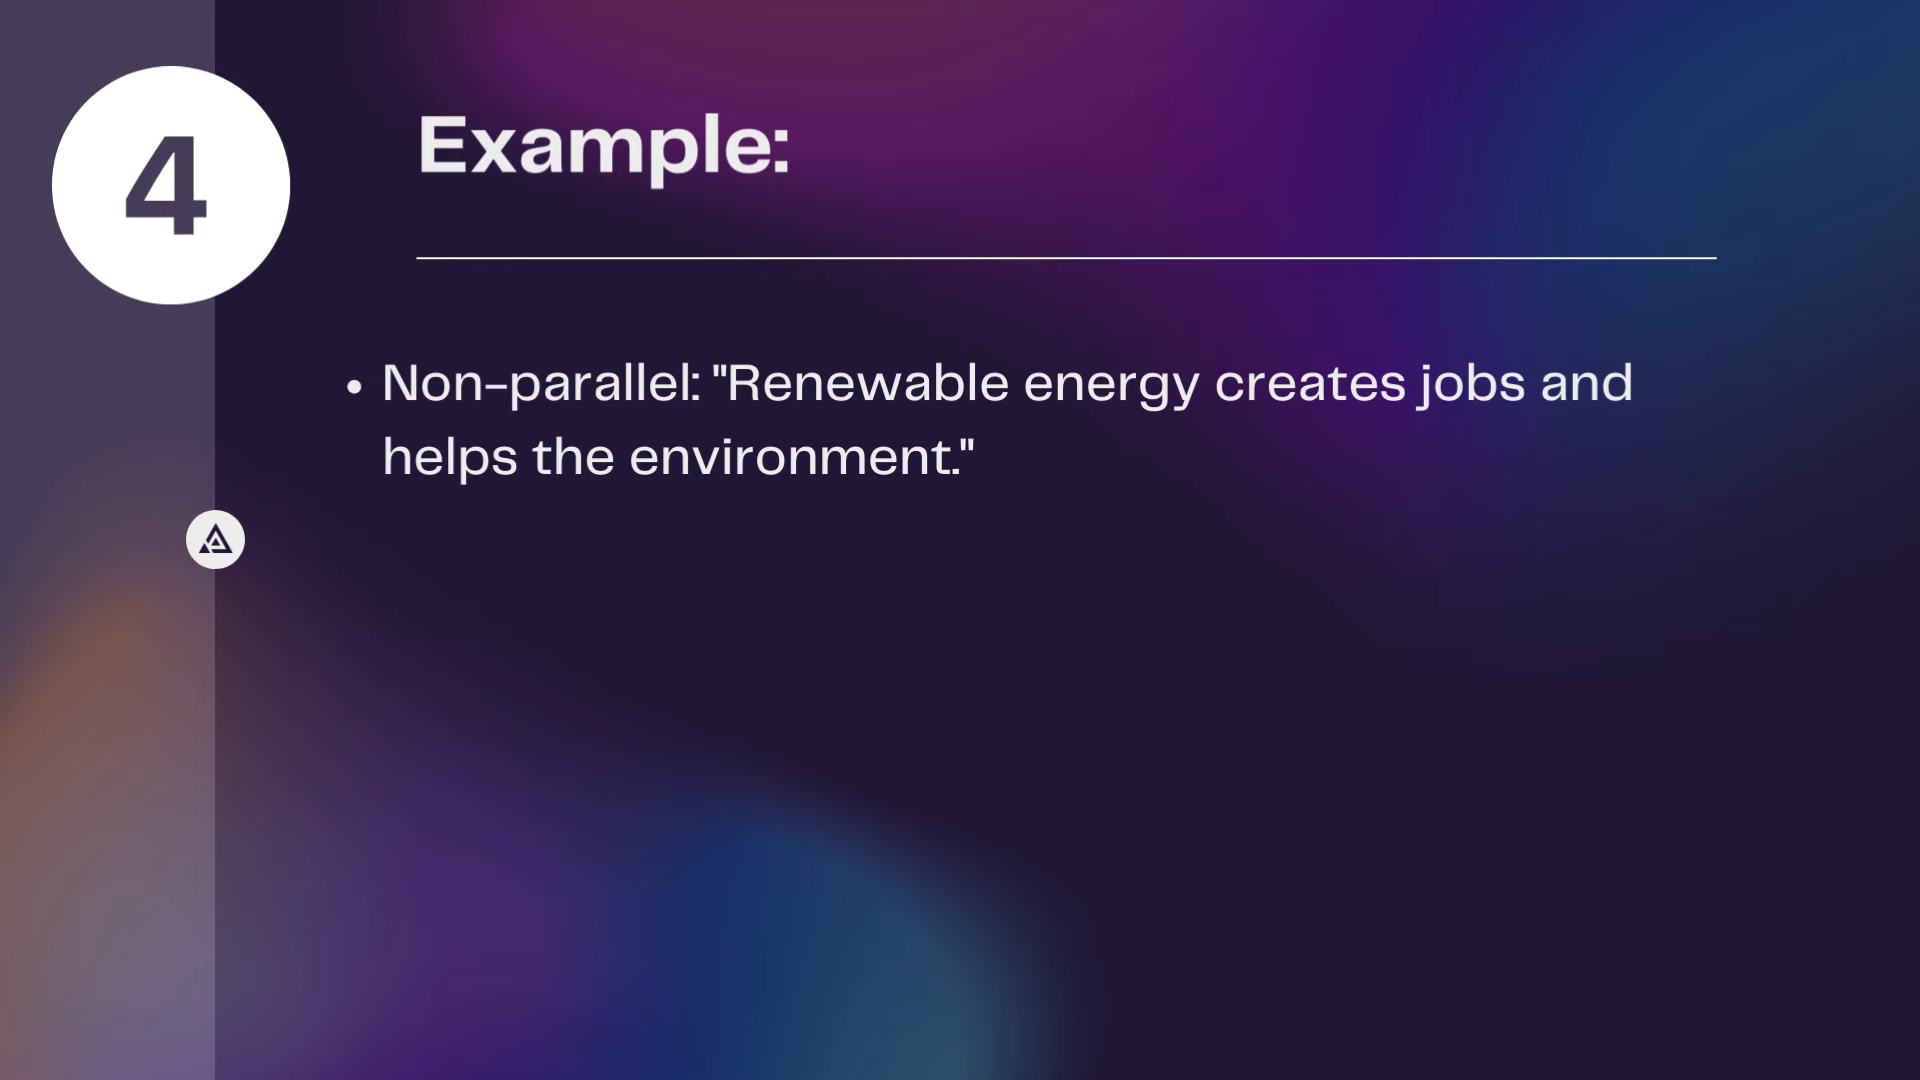 4
Example:
• Non-parallel: "Renewable energy creates jobs and
helps the environment."